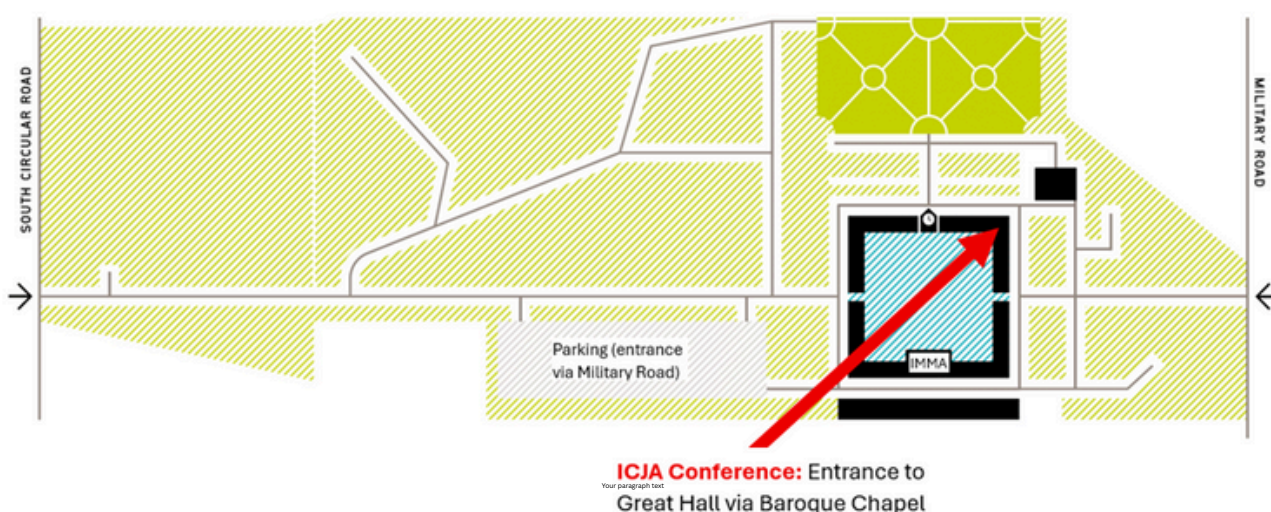 SOUTH CIRCULAR ROAD
MILITARY ROAD
Parking (entrance
via Military Road)
IMMA
ICJA Conference: Entrance to
Your paragraph text
Great Hall via Baroque Chapel